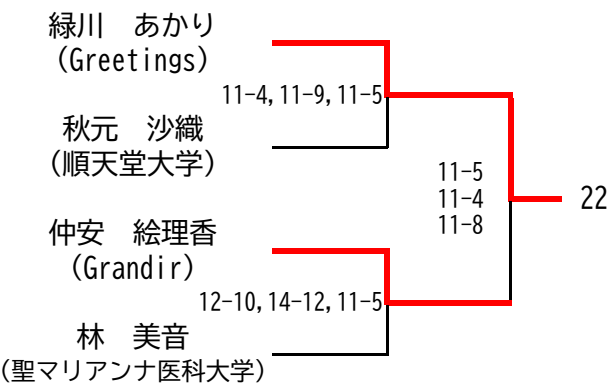 緑川　あかり
(Greetings)
11-4, 11-9, 11-5
秋元　沙織
(順天堂大学)
11-5
11-4
11-8
22
仲安　絵理香
(Grandir)
12-10, 14-12, 11-5
林　美音
(聖マリアンナ医科大学)